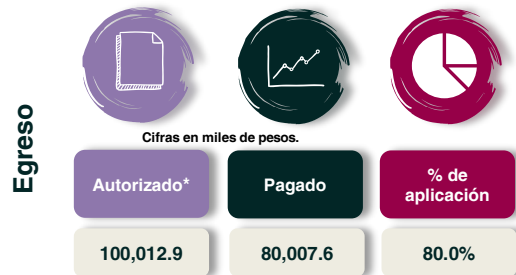 Egreso
Cifras en miles de pesos.
Autorizado*
Pagado
% de
aplicación
100,012.9
80,007.6
80.0%